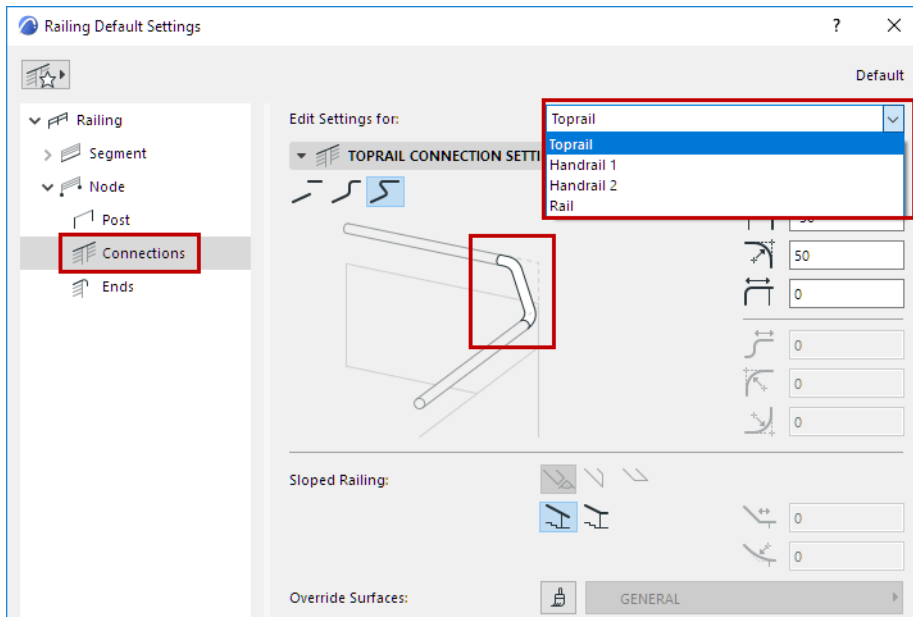 Railing Default Settings
?
Default
Railing
Segment
Node
Post
Connections
Ends
Edit Settings for:
Toprail
Toprail
Handrail 1
Handrail 2
Rail
TOPRAIL CONNECTION SETTI
50
0
0
0
0
Sloped Railing:
0
0
Override Surfaces:
GENERAL